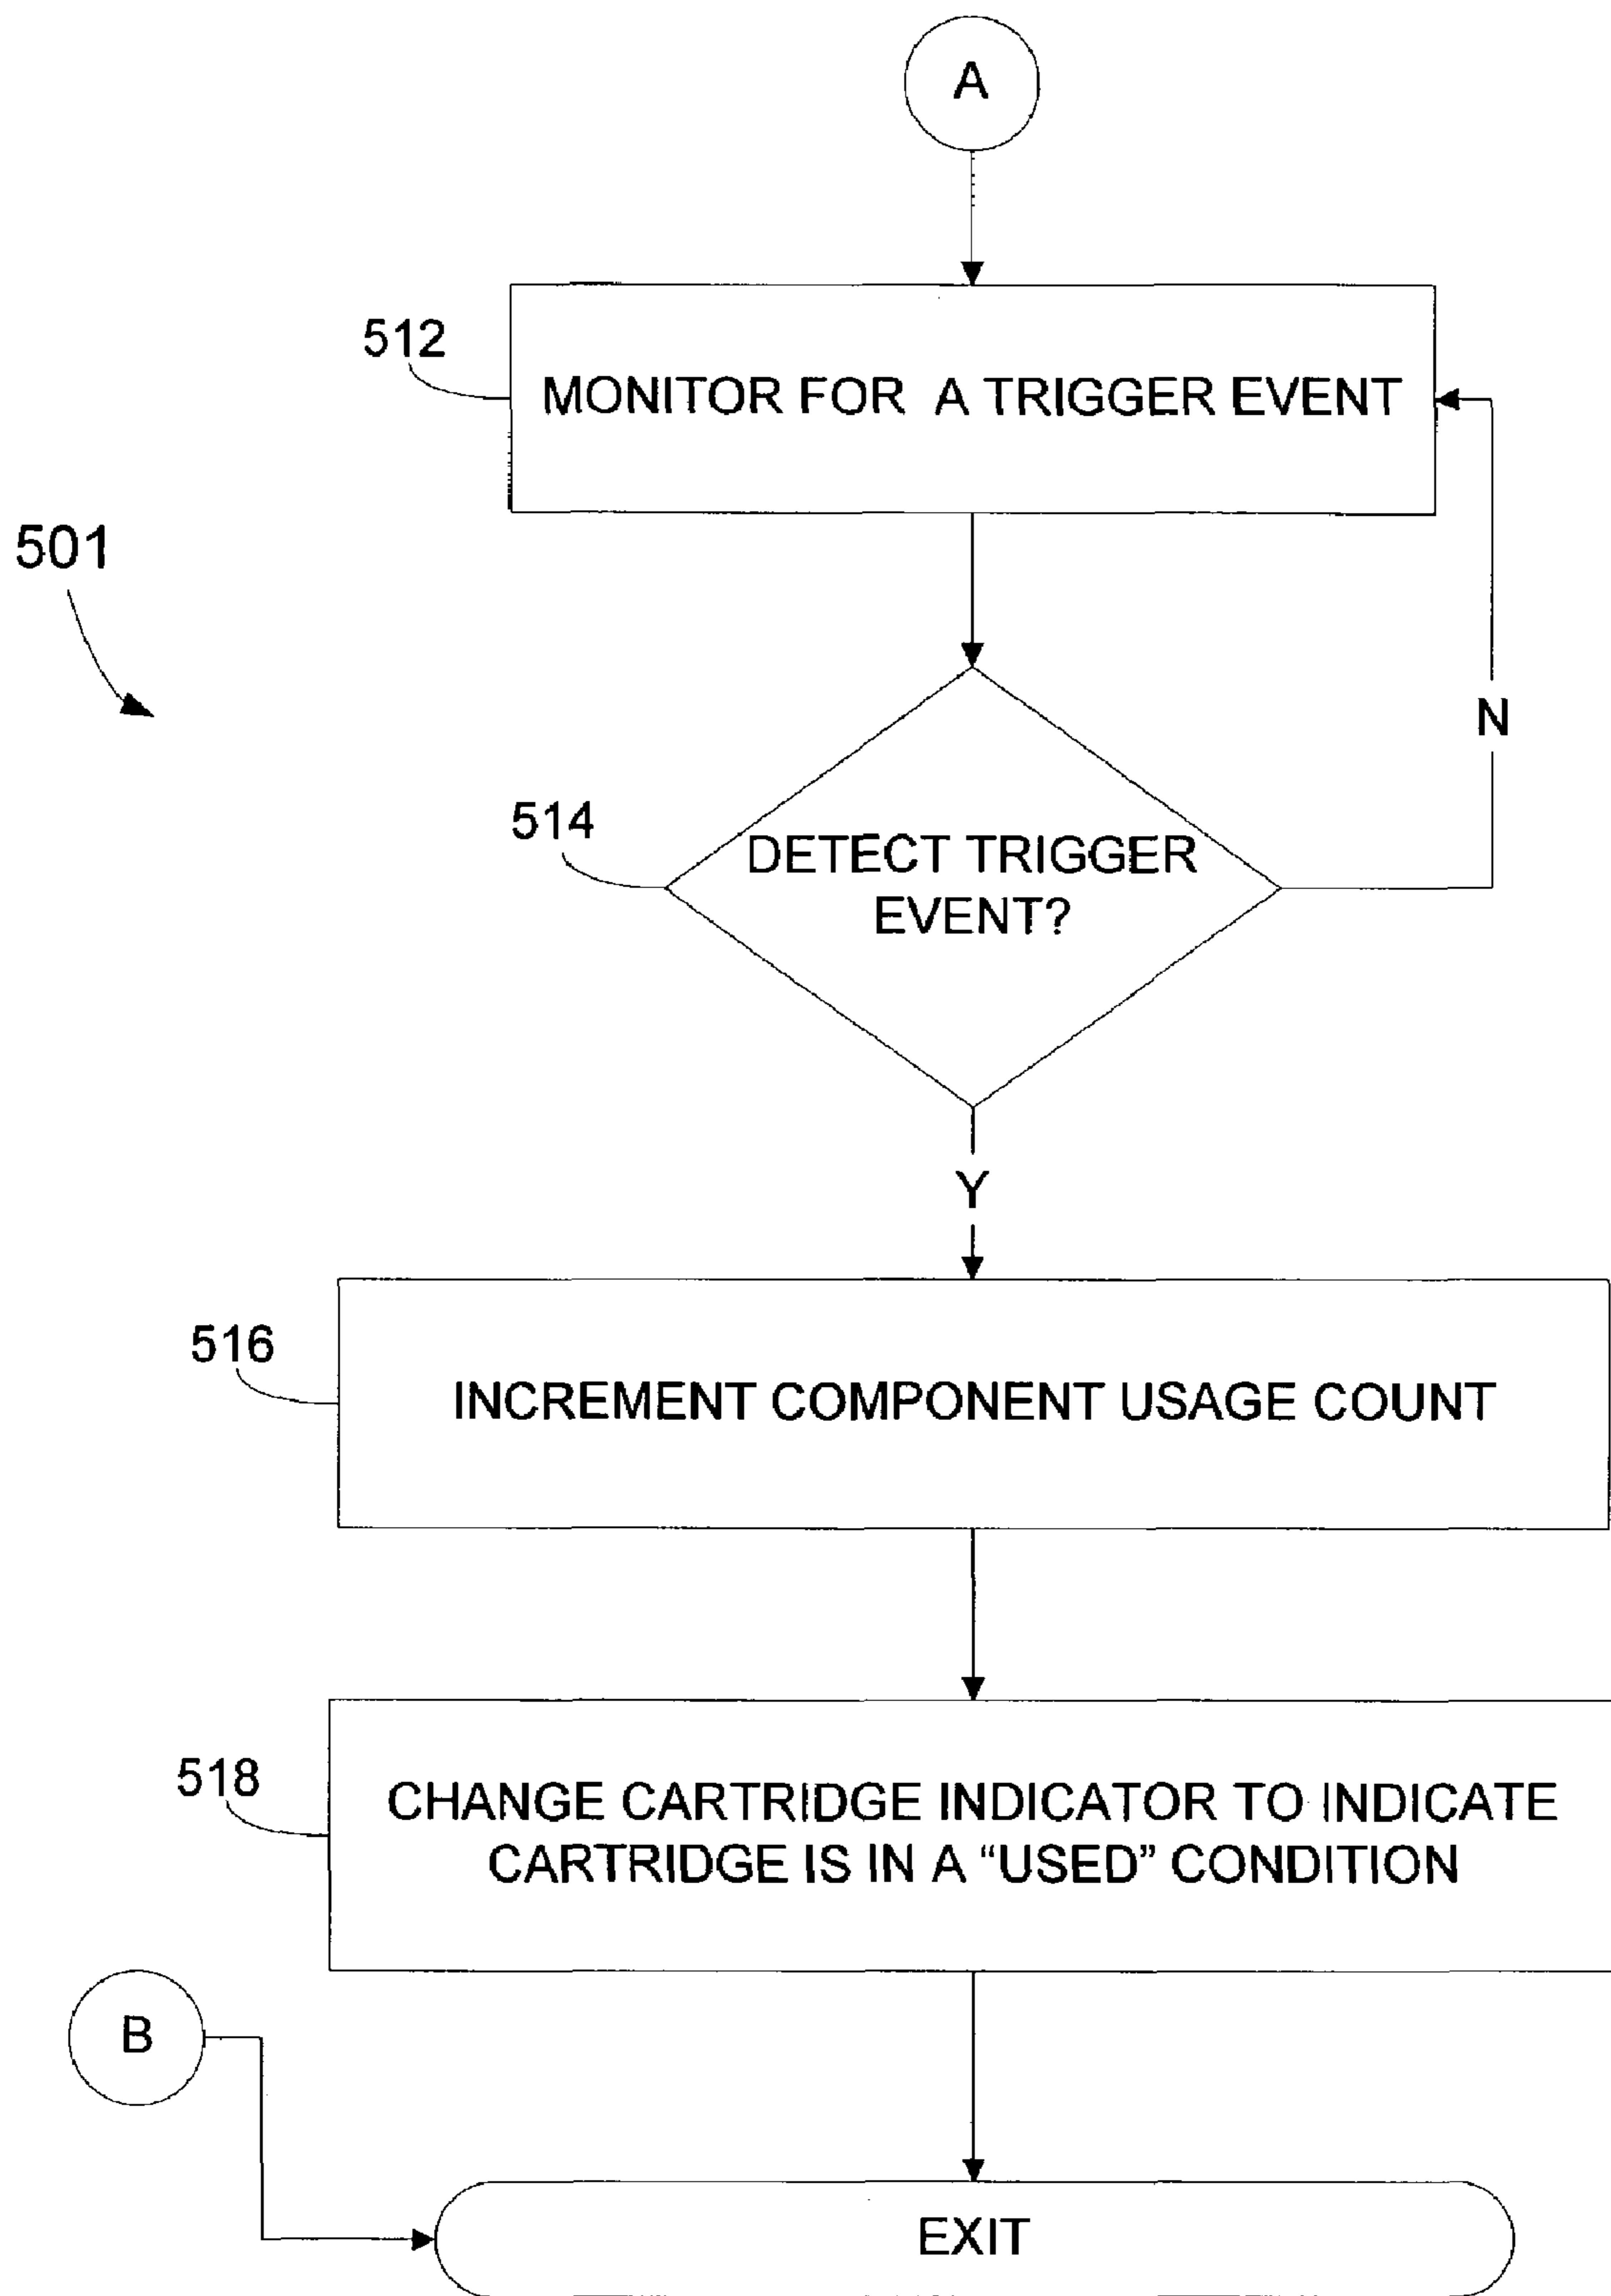 A
512
MONITOR FOR A TRIGGER EVENT
501
N
514
DETECT TRIGGER
EVENT?
Y
516
INCREMENT COMPONENT USAGE COUNT
518
CHANGE CARTRIDGE INDICATOR TO INDICATE
CARTRIDGE IS IN A “USED” CONDITION
B
EXIT